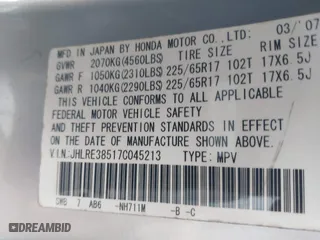 MFD. IN JAPAN BY HONDA MOTOR CO.,LTD. 03/'07
GVWR 2070KG(4560LBS) TIRE SIZE RIM SIZE
GAWR F 1050KG(2310LBS) 225/65R17 102T 17X6.5J
GAWR R 1040KG(2290LBS) 225/65R17 102T 17X6.5J
THIS VEHICLE CONFORMS TO ALL APPLICABLE
FEDERAL MOTOR VEHICLE SAFETY STANDARDS
IN EFFECT ON THE DATE OF MANUFACTURE
SHOWN ABOVE.
V.I.N:JHLRE38517C045213 TYPE: MPV
SWB 7 AB6 -NH711M -B -C
DREAMBID
DREAMBID.COM